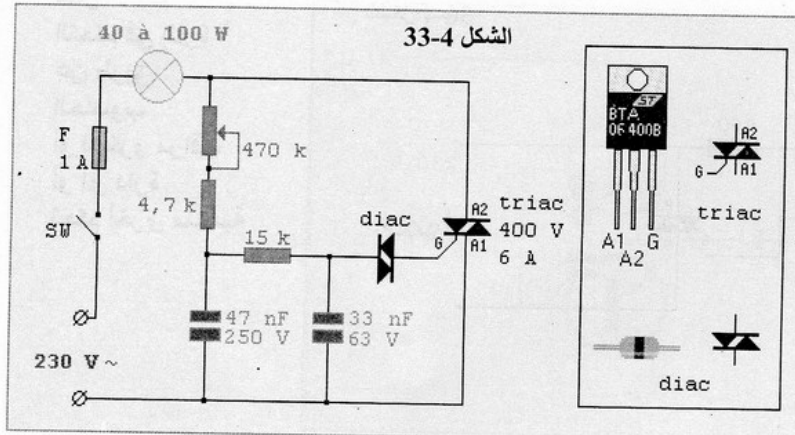 الشكل 4-33
40 à 100 W
F
1 A
SW
230 V ~
470 k
4,7 k
15 k
47 nF
250 V
33 nF
63 V
diac
G
A2
A1
triac
400 V
6 A
ST
BTA
06 400B
A1
A2
G
A2
G
A1
triac
diac